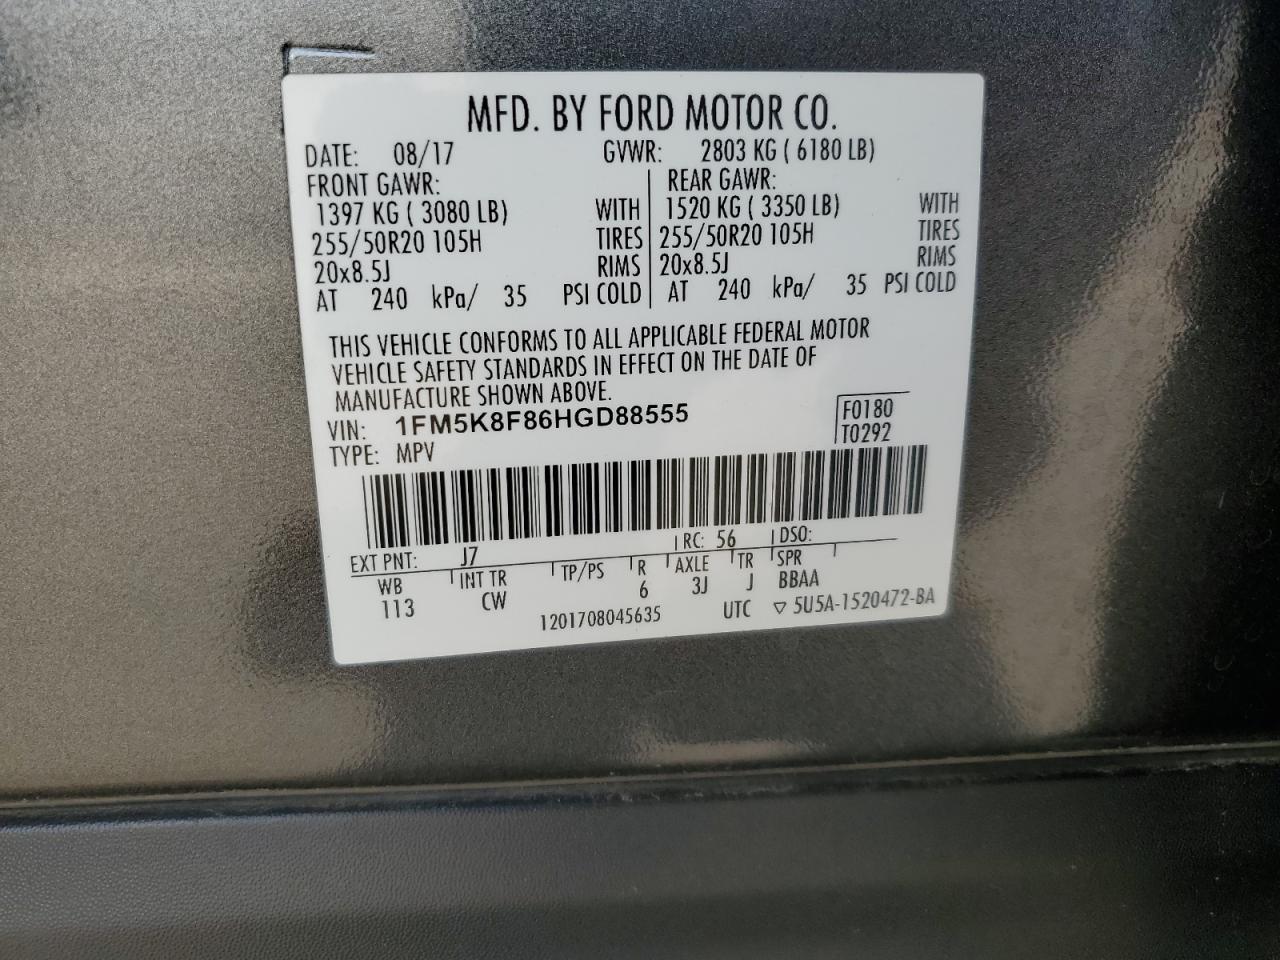 MFD. BY FORD MOTOR CO.
DATE: 08/17 GVWR: 2803 KG ( 6180 LB)
FRONT GAWR: REAR GAWR:
1397 KG ( 3080 LB) WITH 1520 KG ( 3350 LB) WITH
255/50R20 105H TIRES 255/50R20 105H TIRES
20x8.5J RIMS 20x8.5J RIMS
AT 240 kPa/ 35 PSI COLD AT 240 kPa/ 35 PSI COLD
THIS VEHICLE CONFORMS TO ALL APPLICABLE FEDERAL MOTOR
VEHICLE SAFETY STANDARDS IN EFFECT ON THE DATE OF
MANUFACTURE SHOWN ABOVE.
VIN: 1FM5K8F86HGD88555 F0180
TYPE: MPV T0292
EXT PNT: J7 RC: 56 DSO:
WB INT TR TP/PS R AXLE TR SPR
113 CW 6 3J J BBAA
1201708045635 UTC ▽ 5U5A-1520472-BA